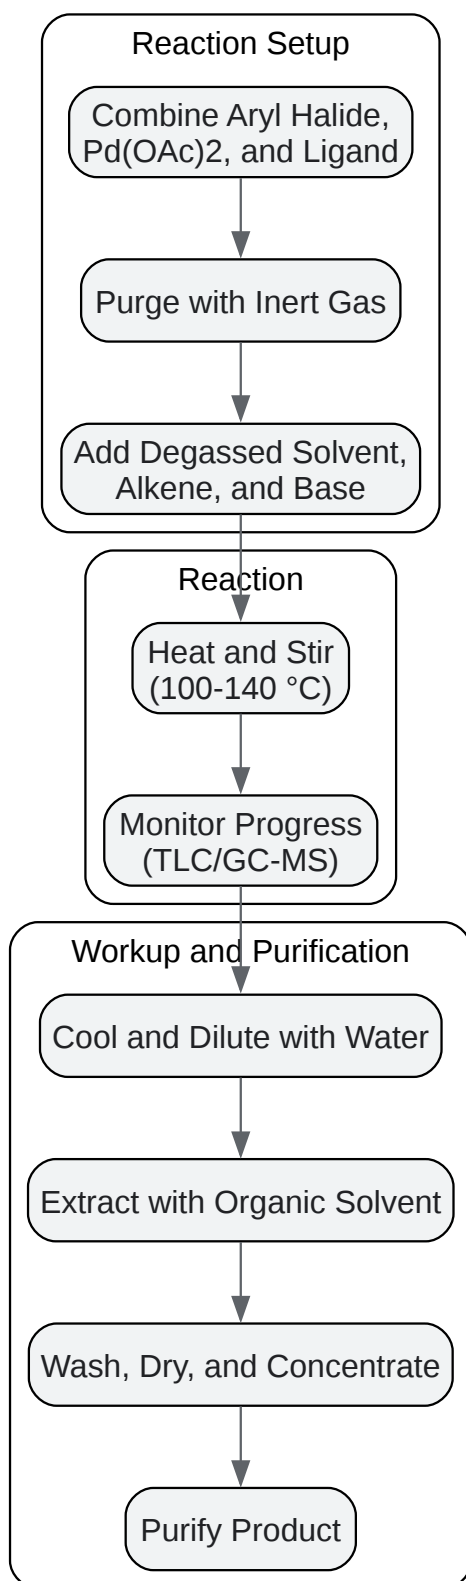 Reaction Setup
Combine Aryl Halide,
Pd(OAc)2, and Ligand
Purge with Inert Gas
Add Degassed Solvent,
Alkene, and Base
Reaction
Heat and Stir
(100-140 °C)
Monitor Progress
(TLC/GC-MS)
Workup and Purification
Cool and Dilute with Water
Extract with Organic Solvent
Wash, Dry, and Concentrate
Purify Product